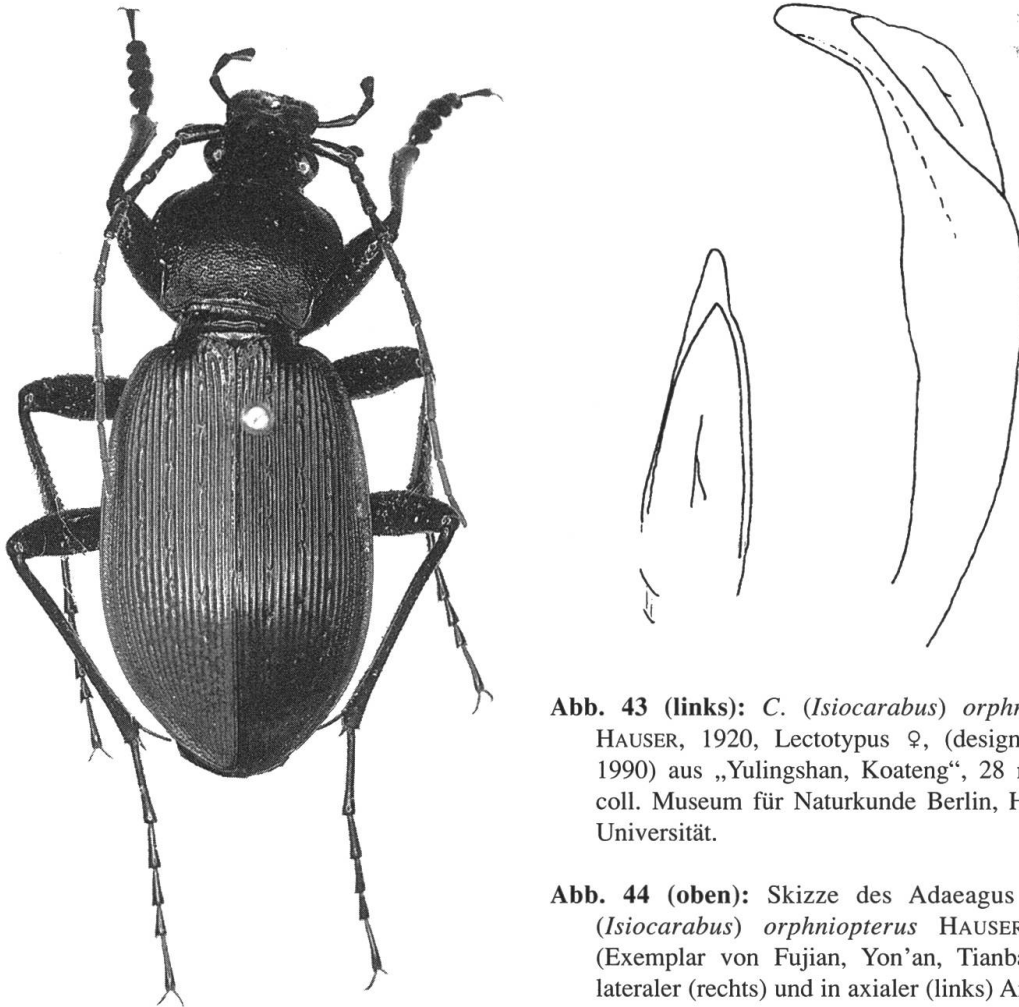 Abb. 43 (links): C. (Isiocarabus) orphn
HAUSER, 1920, Lectotypus ♀, (design
1990) aus „Yulingshan, Koateng“, 28 
coll. Museum für Naturkunde Berlin, H
Universität.
Abb. 44 (oben): Skizze des Adaeagus
(Isiocarabus) orphniopterus HAUSER
(Exemplar von Fujian, Yon’an, Tianba
lateraler (rechts) und in axialer (links) A